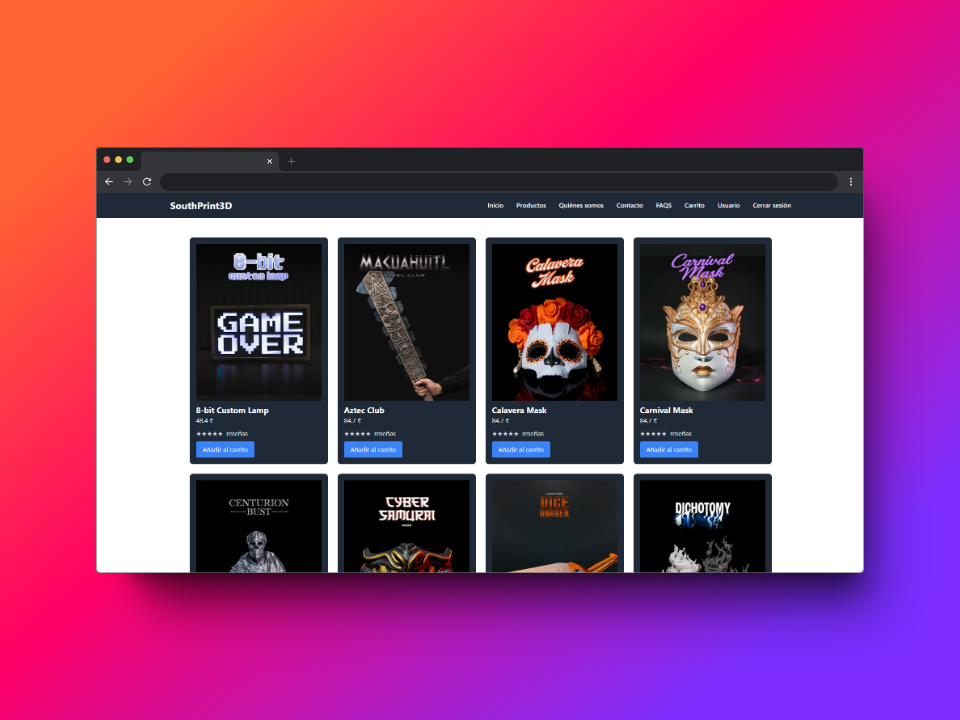 SouthPrint3D
Inicio Productos Quiénes somos Contacto FAQS Carrito Usuario Cerrar sesión
8-bit
custom lamp
GAME
OVER
8-bit Custom Lamp
48.4 €
★★★★★ reseñas
Añadir al carrito
MACUAHUITL
AZTEC CLUB
Aztec Club
84.7 €
★★★★★ reseñas
Añadir al carrito
Calavera
Mask
Calavera Mask
84.7 €
★★★★★ reseñas
Añadir al carrito
Carnival
Mask
Carnival Mask
84.7 €
★★★★★ reseñas
Añadir al carrito
CENTURION
BUST
CYBER
SAMURAI
DICE
DAGGER
DICHOTOMY